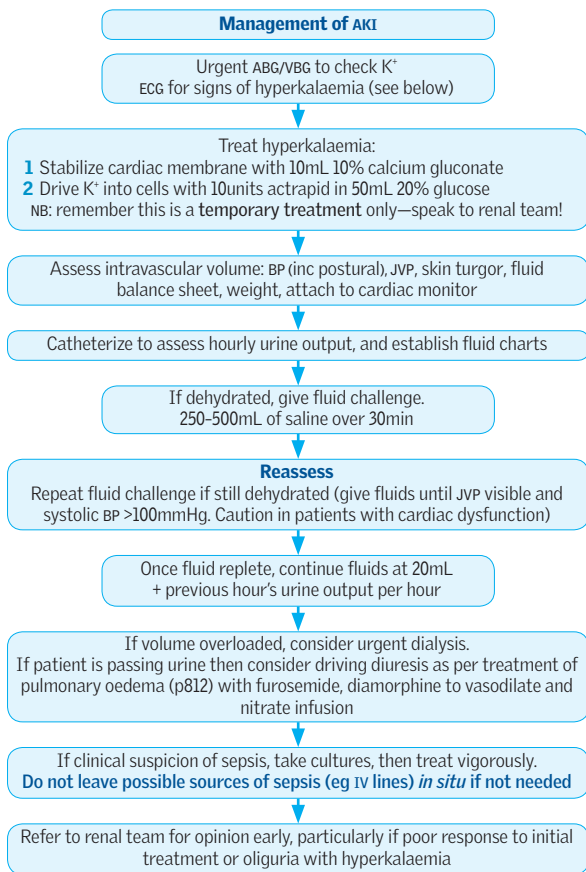 Management of AKI
Urgent ABG/VBG to check K⁺
ECG for signs of hyperkalaemia (see below)
Treat hyperkalaemia:
1 Stabilize cardiac membrane with 10mL 10% calcium gluconate
2 Drive K⁺ into cells with 10units actrapid in 50mL 20% glucose
NB: remember this is a temporary treatment only—speak to renal team!
Assess intravascular volume: BP (inc postural), JVP, skin turgor, fluid
balance sheet, weight, attach to cardiac monitor
Catheterize to assess hourly urine output, and establish fluid charts
If dehydrated, give fluid challenge.
250–500mL of saline over 30min
Reassess
Repeat fluid challenge if still dehydrated (give fluids until JVP visible and
systolic BP >100mmHg. Caution in patients with cardiac dysfunction)
Once fluid replete, continue fluids at 20mL
+ previous hour's urine output per hour
If volume overloaded, consider urgent dialysis.
If patient is passing urine then consider driving diuresis as per treatment of
pulmonary oedema (p812) with furosemide, diamorphine to vasodilate and
nitrate infusion
If clinical suspicion of sepsis, take cultures, then treat vigorously.
Do not leave possible sources of sepsis (eg IV lines) in situ if not needed
Refer to renal team for opinion early, particularly if poor response to initial
treatment or oliguria with hyperkalaemia